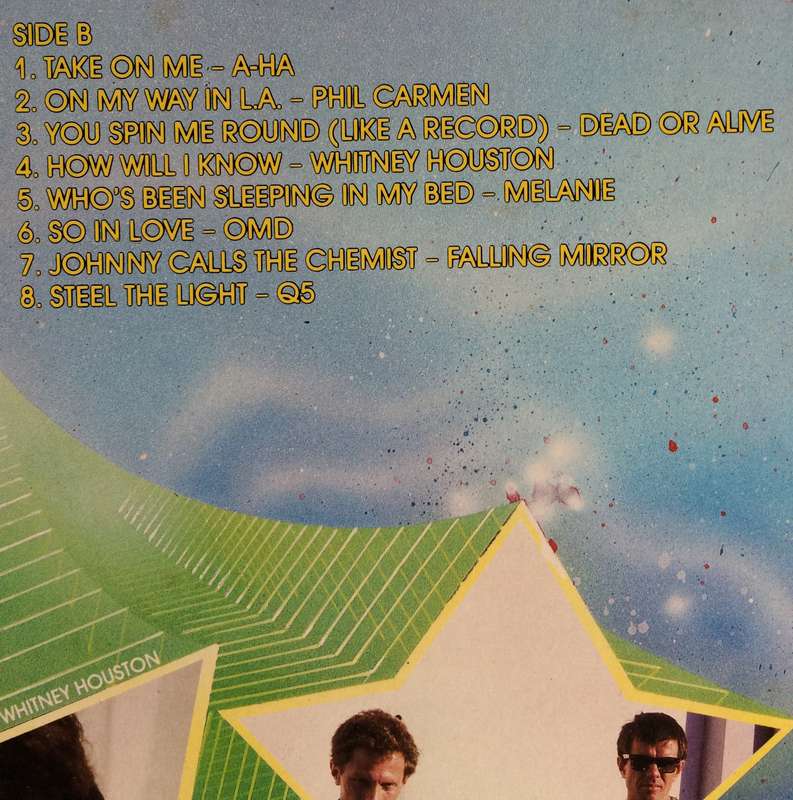 SIDE B
1. TAKE ON ME – A-HA
2. ON MY WAY IN L.A. – PHIL CARMEN
3. YOU SPIN ME ROUND (LIKE A RECORD) – DEAD OR ALIVE
4. HOW WILL I KNOW – WHITNEY HOUSTON
5. WHO'S BEEN SLEEPING IN MY BED – MELANIE
6. SO IN LOVE – OMD
7. JOHNNY CALLS THE CHEMIST – FALLING MIRROR
8. STEEL THE LIGHT – Q5
WHITNEY HOUSTON